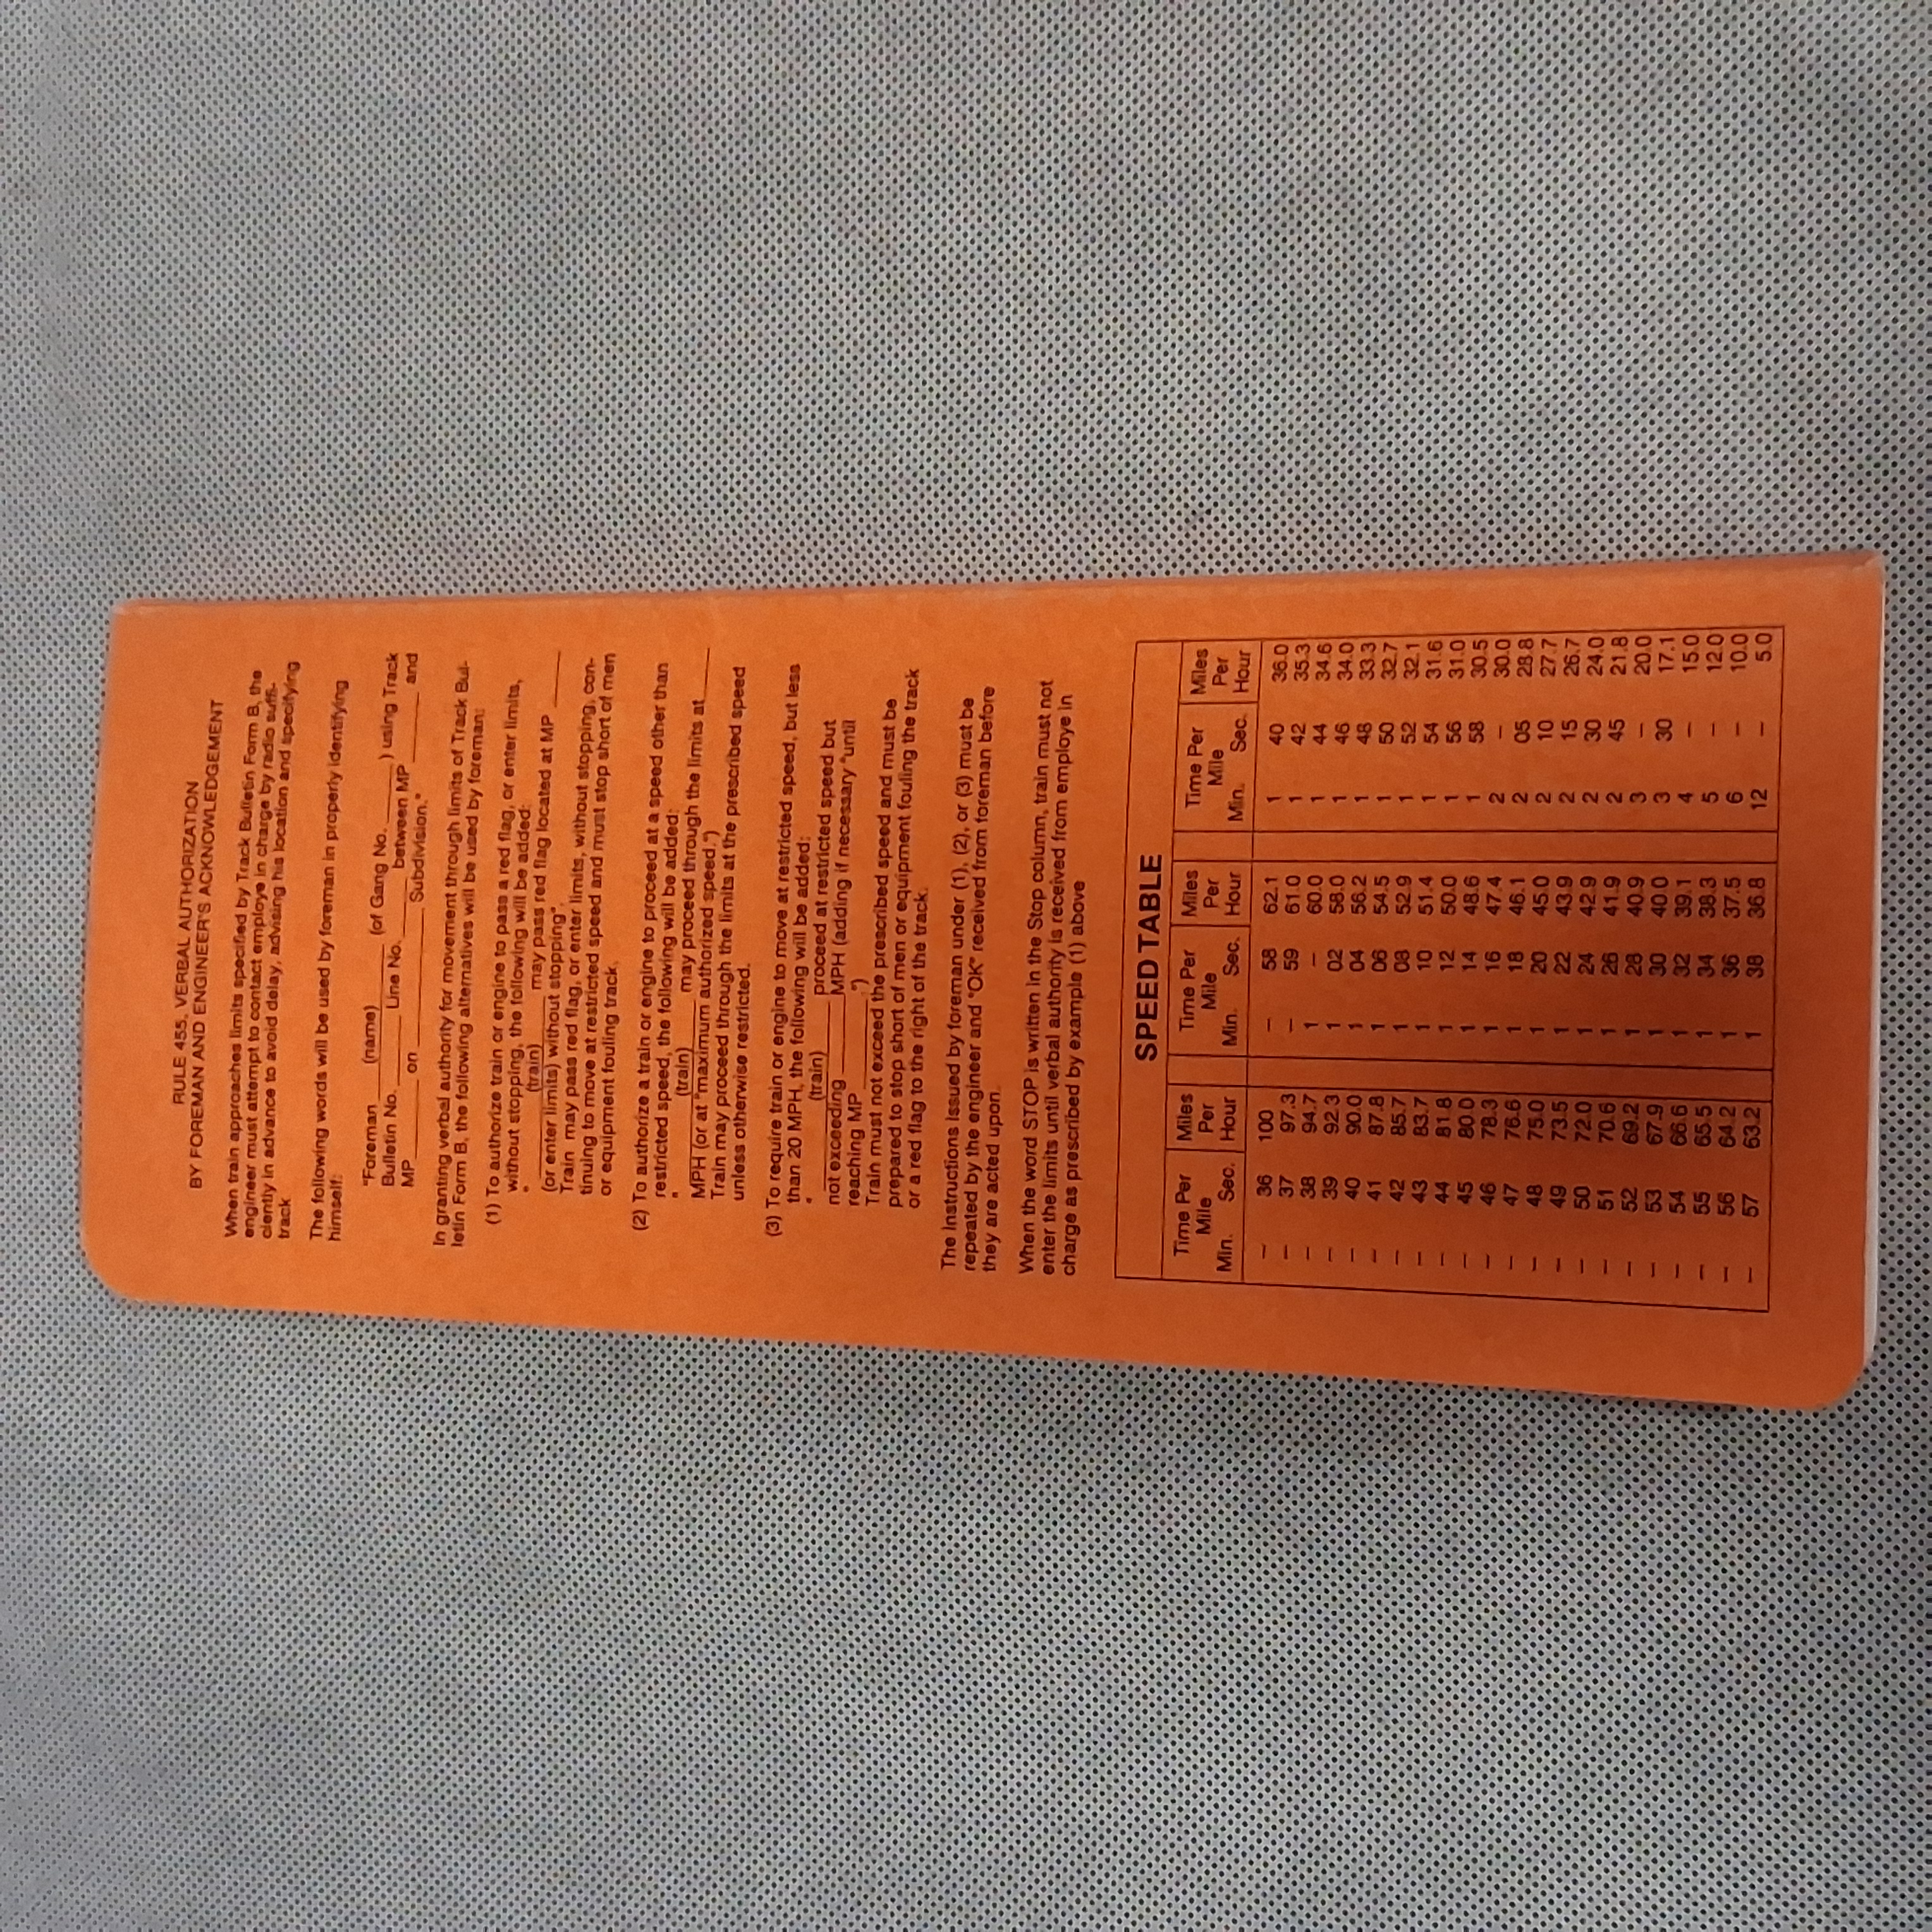 RULE 455. VERBAL AUTHORIZATION
BY FOREMAN AND ENGINEER'S ACKNOWLEDGEMENT
When train approaches limits specified by Track Bulletin Form B, the
engineer must attempt to contact employe in charge by radio suffi-
ciently in advance to avoid delay, advising his location and specifying
track
The following words will be used by foreman in properly identifying
himself:
"Foreman (name) (of Gang No. ) using Track
Bulletin No. Line No. between MP and
MP on Subdivision."
In granting verbal authority for movement through limits of Track Bul-
letin Form B, the following alternatives will be used by foreman:
(1) To authorize train or engine to pass a red flag, or enter limits,
without stopping, the following will be added:
" (train) may pass red flag located at MP
(or enter limits) without stopping".
Train may pass red flag, or enter limits, without stopping, con-
tinuing to move at restricted speed and must stop short of men
or equipment fouling track.
(2) To authorize a train or engine to proceed at a speed other than
restricted speed, the following will be added:
" (train) may proceed through the limits at
MPH (or at "maximum authorized speed.")
Train may proceed through the limits at the prescribed speed
unless otherwise restricted.
(3) To require train or engine to move at restricted speed, but less
than 20 MPH, the following will be added:
" (train) proceed at restricted speed but
not exceeding MPH (adding if necessary "until
reaching MP ".)
Train must not exceed the prescribed speed and must be
prepared to stop short of men or equipment fouling the track
or a red flag to the right of the track.
The instructions issued by foreman under (1), (2), or (3) must be
repeated by the engineer and "OK" received from foreman before
they are acted upon.
When the word STOP is written in the Stop column, train must not
enter the limits until verbal authority is received from employe in
charge as prescribed by example (1) above
SPEED TABLE
Time Per Miles Time Per Miles Time Per Miles
Mile Per Mile Per Mile Per
Min. Sec. Hour Min. Sec. Hour Min. Sec. Hour
– 36 100 – 58 62.1 1 40 36.0
– 37 97.3 – 59 61.0 1 42 35.3
– 38 94.7 1 – 60.0 1 44 34.6
– 39 92.3 1 02 58.0 1 46 34.0
– 40 90.0 1 04 56.2 1 48 33.3
– 41 87.8 1 06 54.5 1 50 32.7
– 42 85.7 1 08 52.9 1 52 32.1
– 43 83.7 1 10 51.4 1 54 31.6
– 44 81.8 1 12 50.0 1 56 31.0
– 45 80.0 1 14 48.6 1 58 30.5
– 46 78.3 1 16 47.4 2 – 30.0
– 47 76.6 1 18 46.1 2 05 28.8
– 48 75.0 1 20 45.0 2 10 27.7
– 49 73.5 1 22 43.9 2 15 26.7
– 50 72.0 1 24 42.9 2 30 24.0
– 51 70.6 1 26 41.9 2 45 21.8
– 52 69.2 1 28 40.9 3 – 20.0
– 53 67.9 1 30 40.0 3 30 17.1
– 54 66.6 1 32 39.1 4 – 15.0
– 55 65.5 1 34 38.3 5 – 12.0
– 56 64.2 1 36 37.5 6 – 10.0
– 57 63.2 1 38 36.8 12 – 5.0